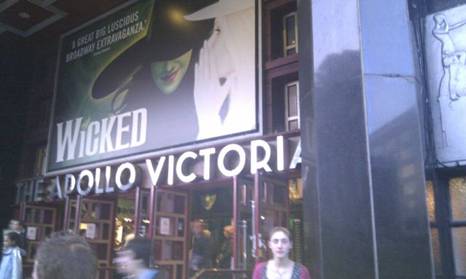 'A GREAT BIG LUSCIOUS
BROADWAY EXTRAVAGANZA.'
WICKED
THE APOLLO VICTORIA